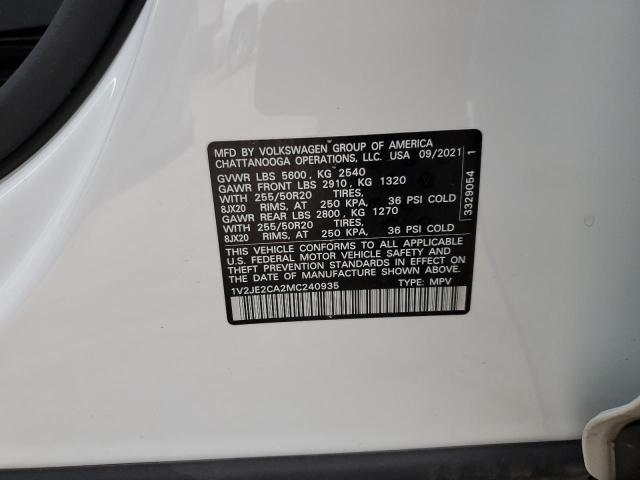 MFD BY VOLKSWAGEN GROUP OF AMERICA
CHATTANOOGA OPERATIONS, LLC. USA 09/2021
GVWR LBS 5600, KG 2540
GAWR FRONT LBS 2910, KG 1320
WITH 255/50R20 TIRES,
8JX20 RIMS, AT 250 KPA, 36 PSI COLD
GAWR REAR LBS 2800, KG 1270
WITH 255/50R20 TIRES,
8JX20 RIMS, AT 250 KPA, 36 PSI COLD
THIS VEHICLE CONFORMS TO ALL APPLICABLE
U.S. FEDERAL MOTOR VEHICLE SAFETY AND
THEFT PREVENTION STANDARDS IN EFFECT ON THE
DATE OF MANUFACTURE SHOWN ABOVE
1V2JE2CA2MC240935 TYPE: MPV
3329054 1